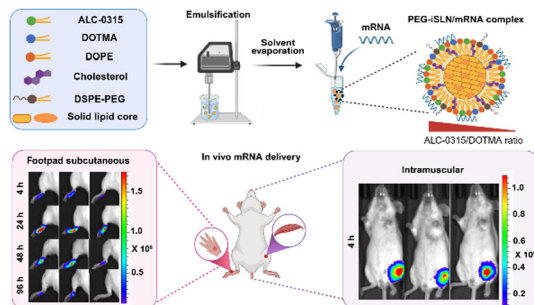 ALC-0315
DOTMA
DOPE
Cholesterol
DSPE-PEG
Solid lipid core
Emulsification
Solvent
evaporation
mRNA
PEG-iSLN/mRNA complex
ALC-0315/DOTMA ratio
Footpad subcutaneous
4 h
24 h
48 h
96 h
1.5
1.0
0.5
X 10⁶
In vivo mRNA delivery
Intramuscular
4 h
1.0
0.8
0.6
0.4
0.2